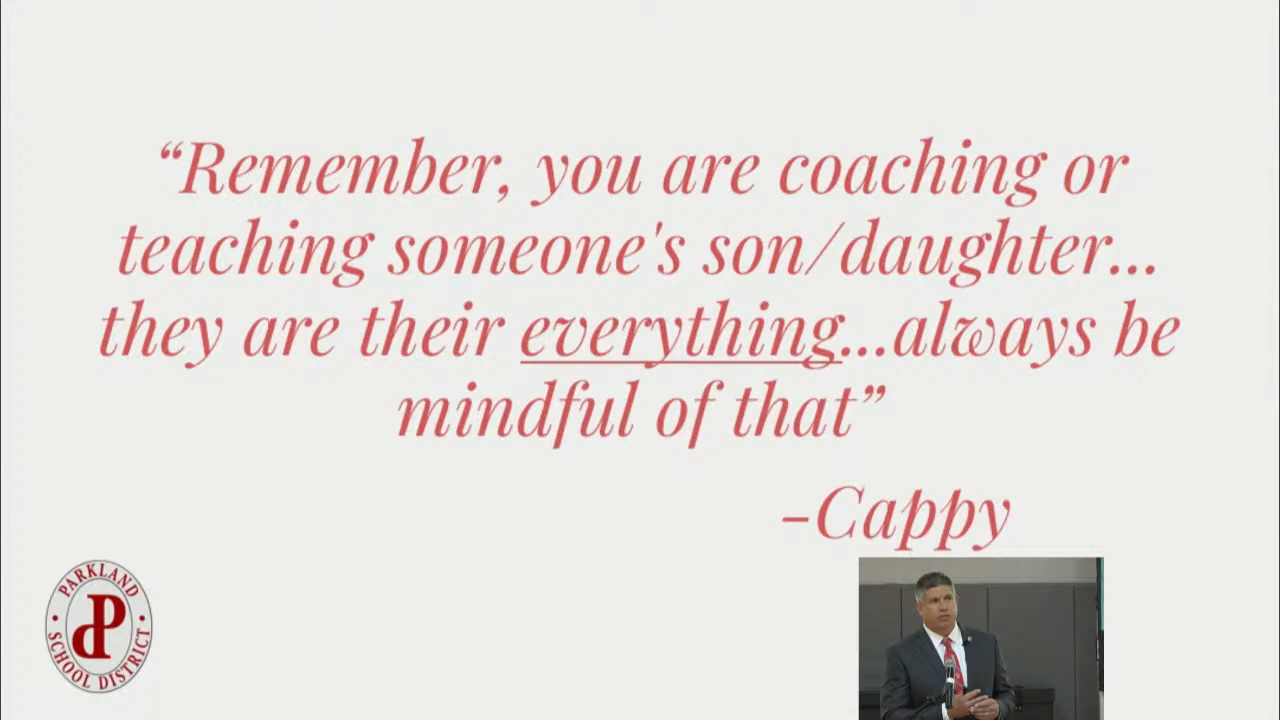 “Remember, you are coaching or
teaching someone's son/daughter...
they are their everything...always be
mindful of that”
-Cappy
PARKLAND
SCHOOL DISTRICT